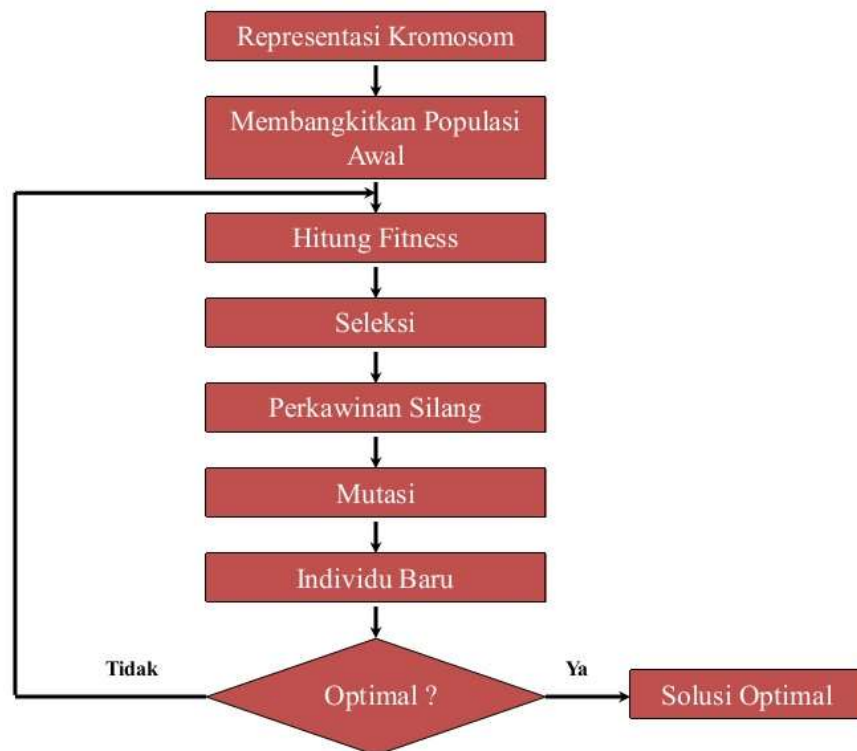 Representasi Kromosom
Membangkitkan Populasi
Awal
Hitung Fitness
Seleksi
Perkawinan Silang
Mutasi
Individu Baru
Tidak
Optimal ?
Ya
Solusi Optimal